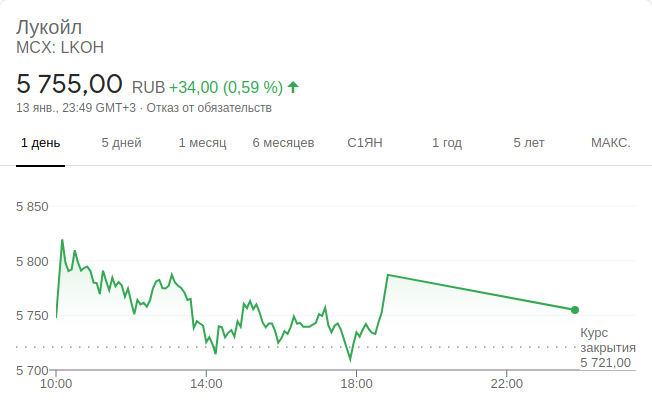 Лукойл
MCX: LKOH
5 755,00 RUB +34,00 (0,59 %)
13 янв., 23:49 GMT+3 · Отказ от обязательств
1 день 5 дней 1 месяц 6 месяцев С1ЯН 1 год 5 лет МАКС.
5 850
5 800
5 750
Курс
закрытия
5 721,00
5 700
10:00 14:00 18:00 22:00